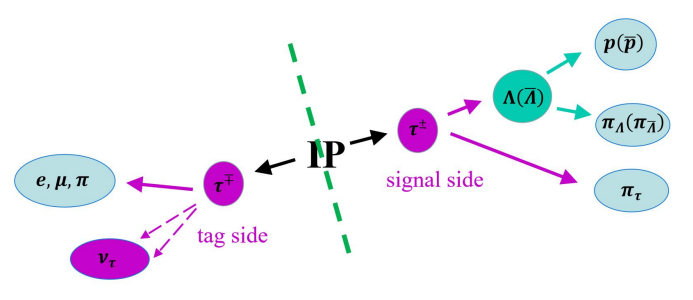 p(p̅)
Λ(Λ̅)
π_Λ(π_Λ̅)
τ^±
IP
signal side
π_τ
e, μ, π
τ^∓
tag side
ν_τ